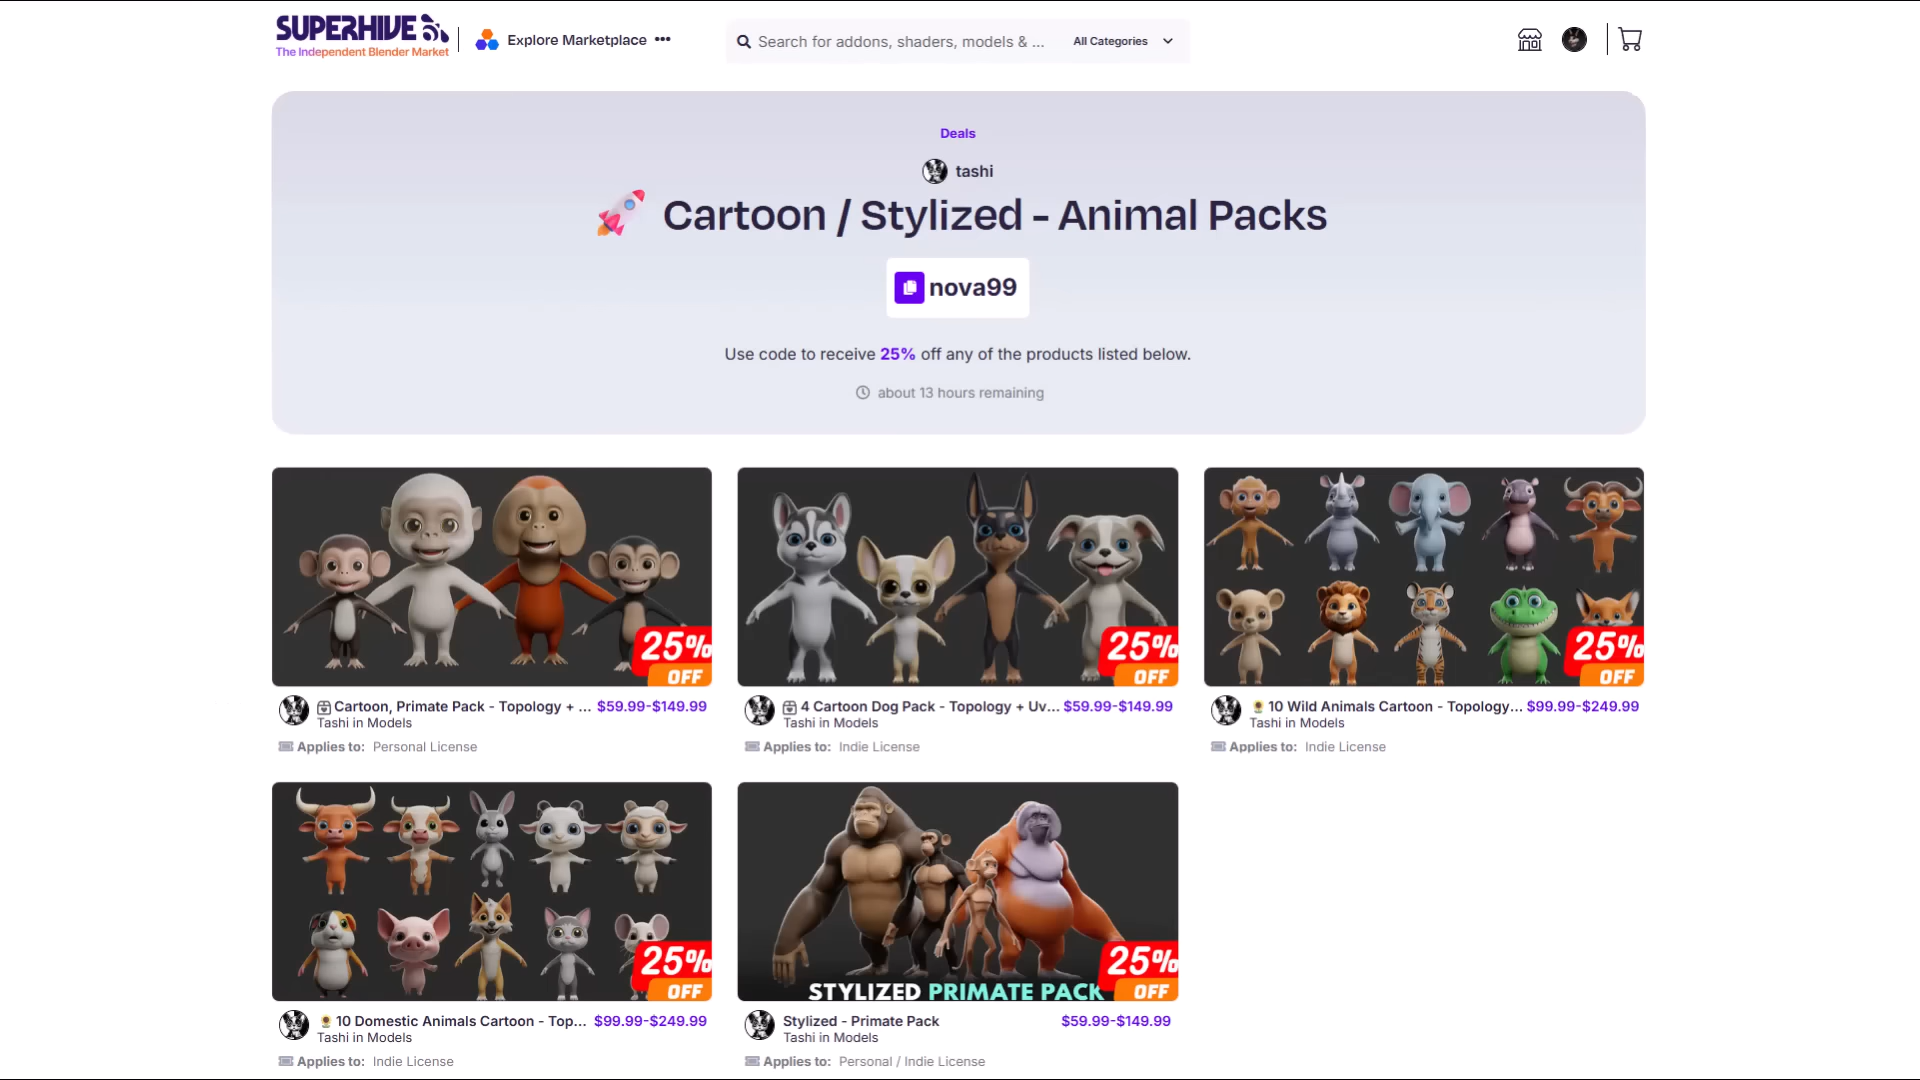 SUPERHIVE
The Independent Blender Market
Explore Marketplace •••
Search for addons, shaders, models & ...
All Categories
Deals
tashi
🚀 Cartoon / Stylized - Animal Packs
nova99
Use code to receive 25% off any of the products listed below.
about 13 hours remaining
25%
OFF
Cartoon, Primate Pack - Topology + ... $59.99-$149.99
Tashi in Models
Applies to: Personal License
25%
OFF
4 Cartoon Dog Pack - Topology + Uv... $59.99-$149.99
Tashi in Models
Applies to: Indie License
25%
OFF
🌻 10 Wild Animals Cartoon - Topology... $99.99-$249.99
Tashi in Models
Applies to: Indie License
25%
OFF
🌻 10 Domestic Animals Cartoon - Top... $99.99-$249.99
Tashi in Models
Applies to: Indie License
STYLIZED PRIMATE PACK
25%
OFF
Stylized - Primate Pack $59.99-$149.99
Tashi in Models
Applies to: Personal / Indie License